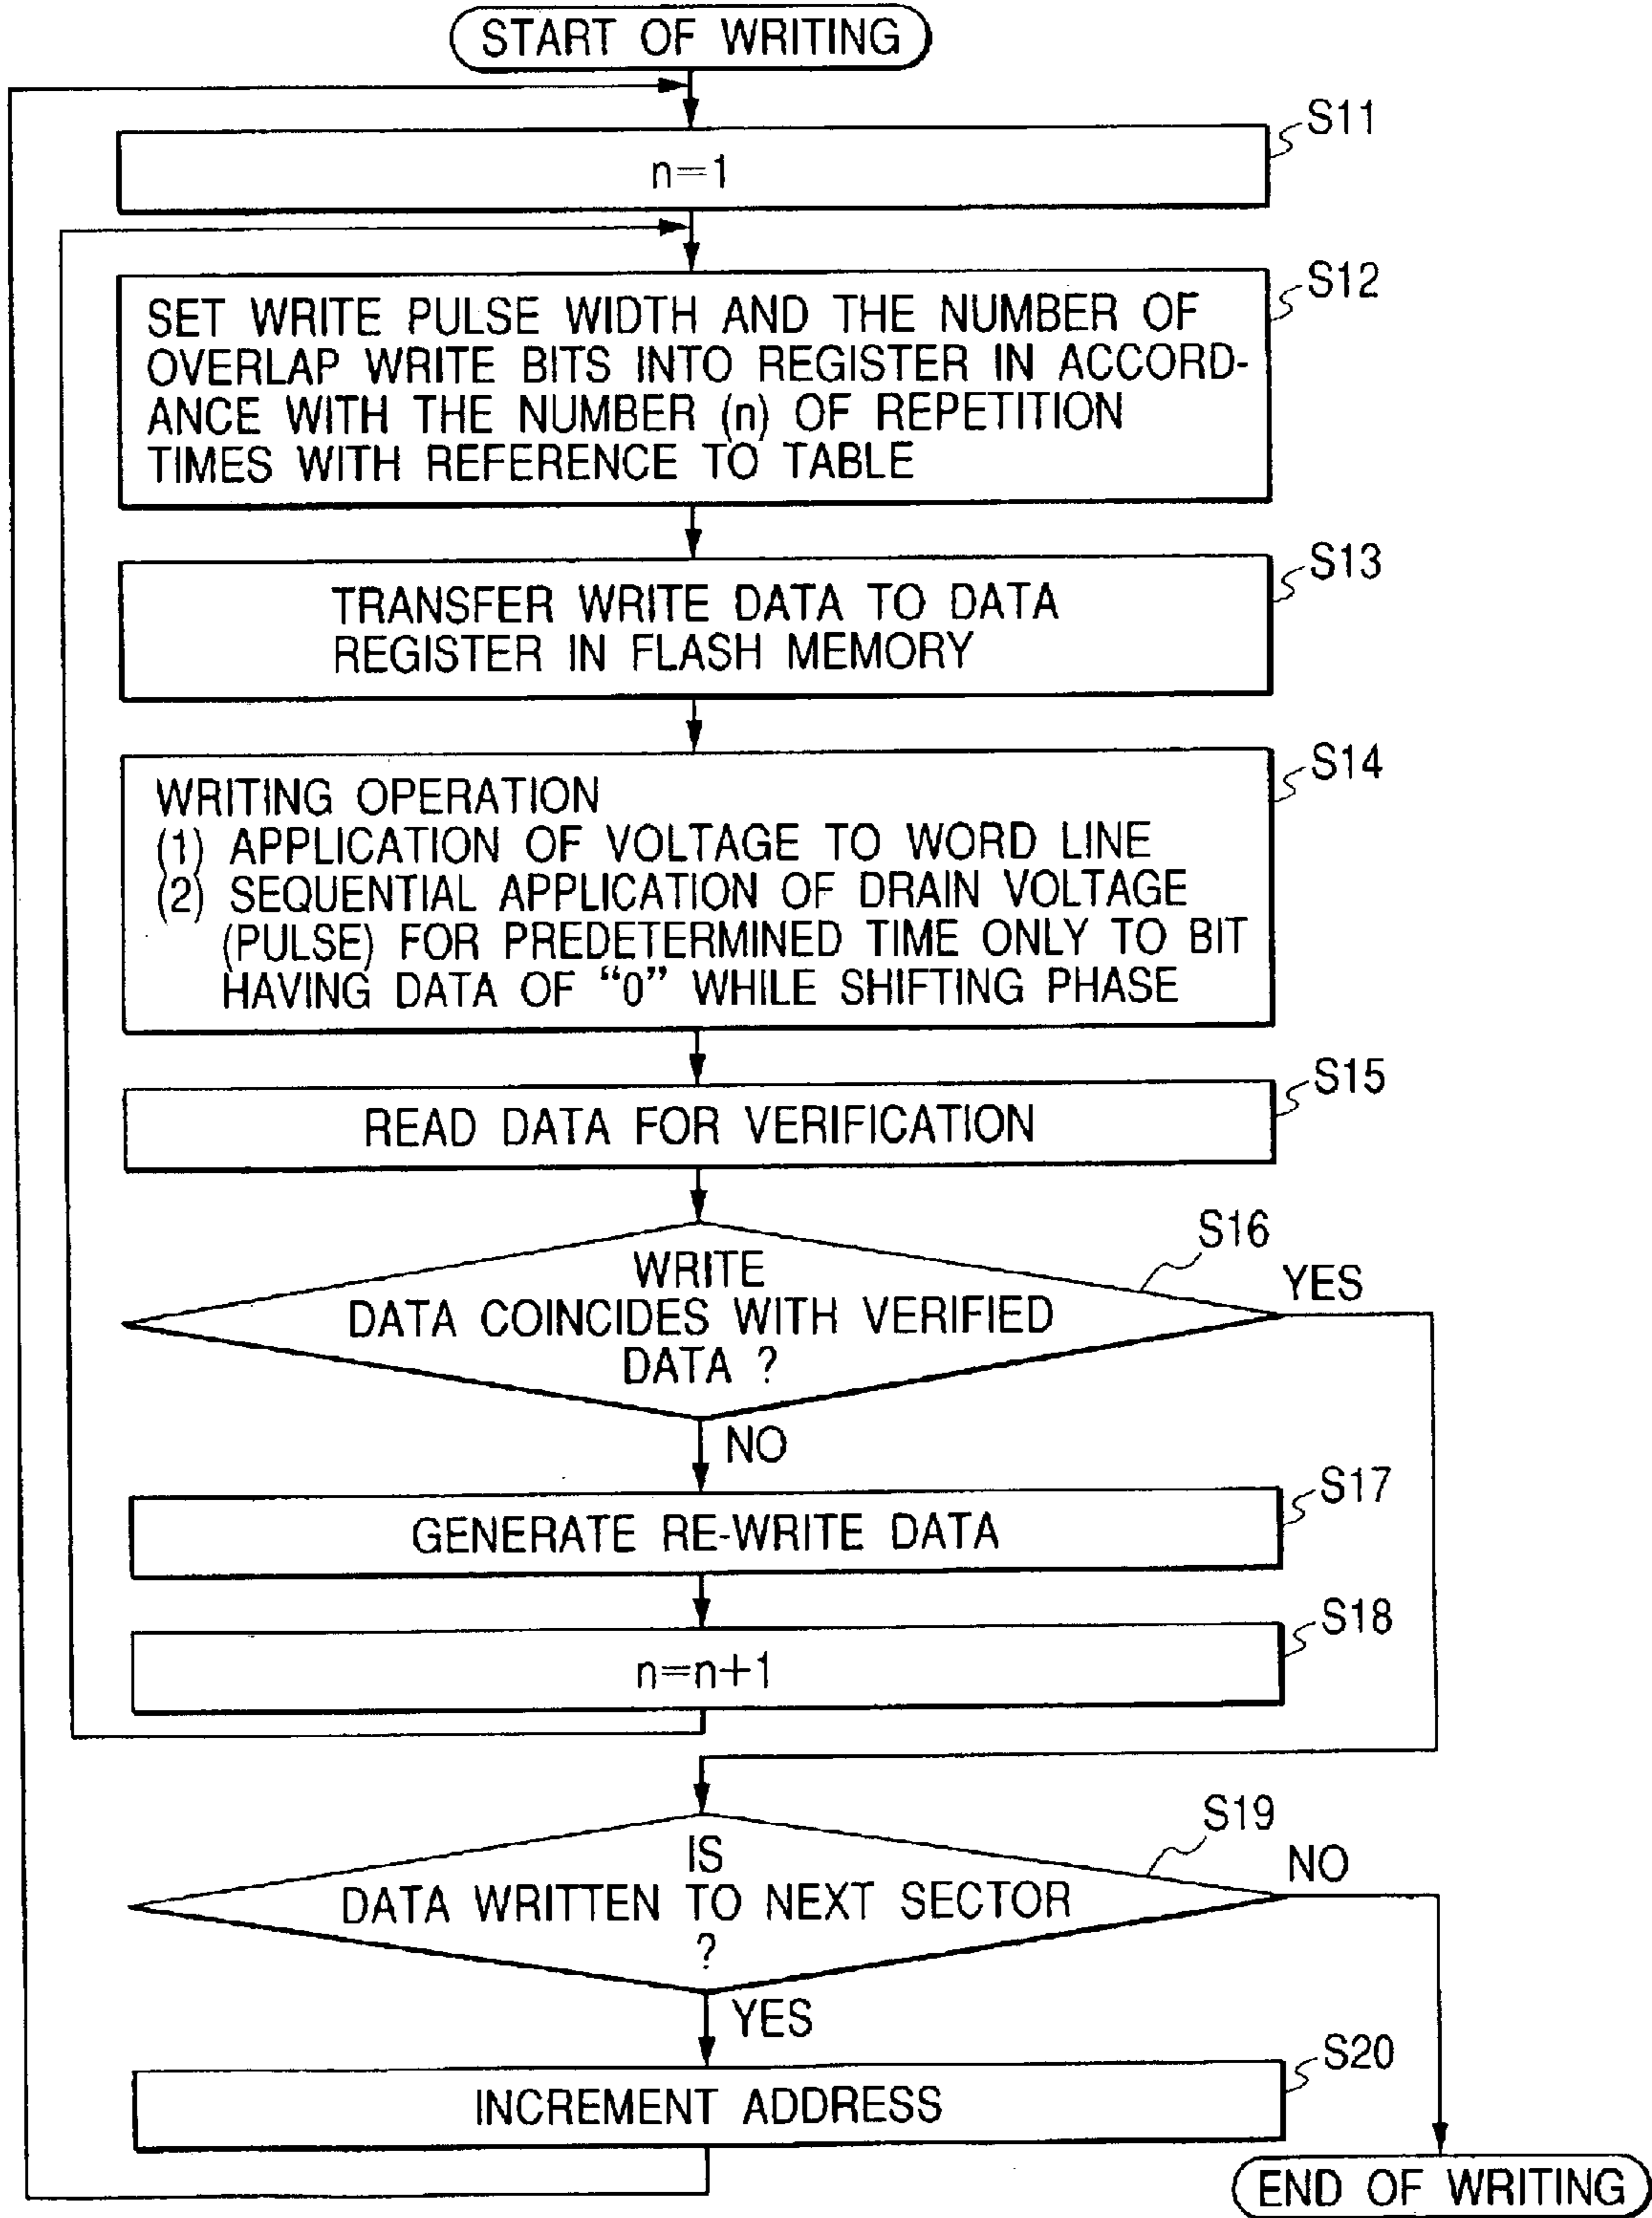 START OF WRITING
S11
n=1
S12
SET WRITE PULSE WIDTH AND THE NUMBER OF
OVERLAP WRITE BITS INTO REGISTER IN ACCORD-
ANCE WITH THE NUMBER (n) OF REPETITION
TIMES WITH REFERENCE TO TABLE
S13
TRANSFER WRITE DATA TO DATA
REGISTER IN FLASH MEMORY
S14
WRITING OPERATION
(1) APPLICATION OF VOLTAGE TO WORD LINE
(2) SEQUENTIAL APPLICATION OF DRAIN VOLTAGE
(PULSE) FOR PREDETERMINED TIME ONLY TO BIT
HAVING DATA OF “0” WHILE SHIFTING PHASE
S15
READ DATA FOR VERIFICATION
S16
WRITE
DATA COINCIDES WITH VERIFIED
DATA ?
YES
NO
S17
GENERATE RE-WRITE DATA
S18
n=n+1
S19
IS
DATA WRITTEN TO NEXT SECTOR
?
NO
YES
S20
INCREMENT ADDRESS
END OF WRITING